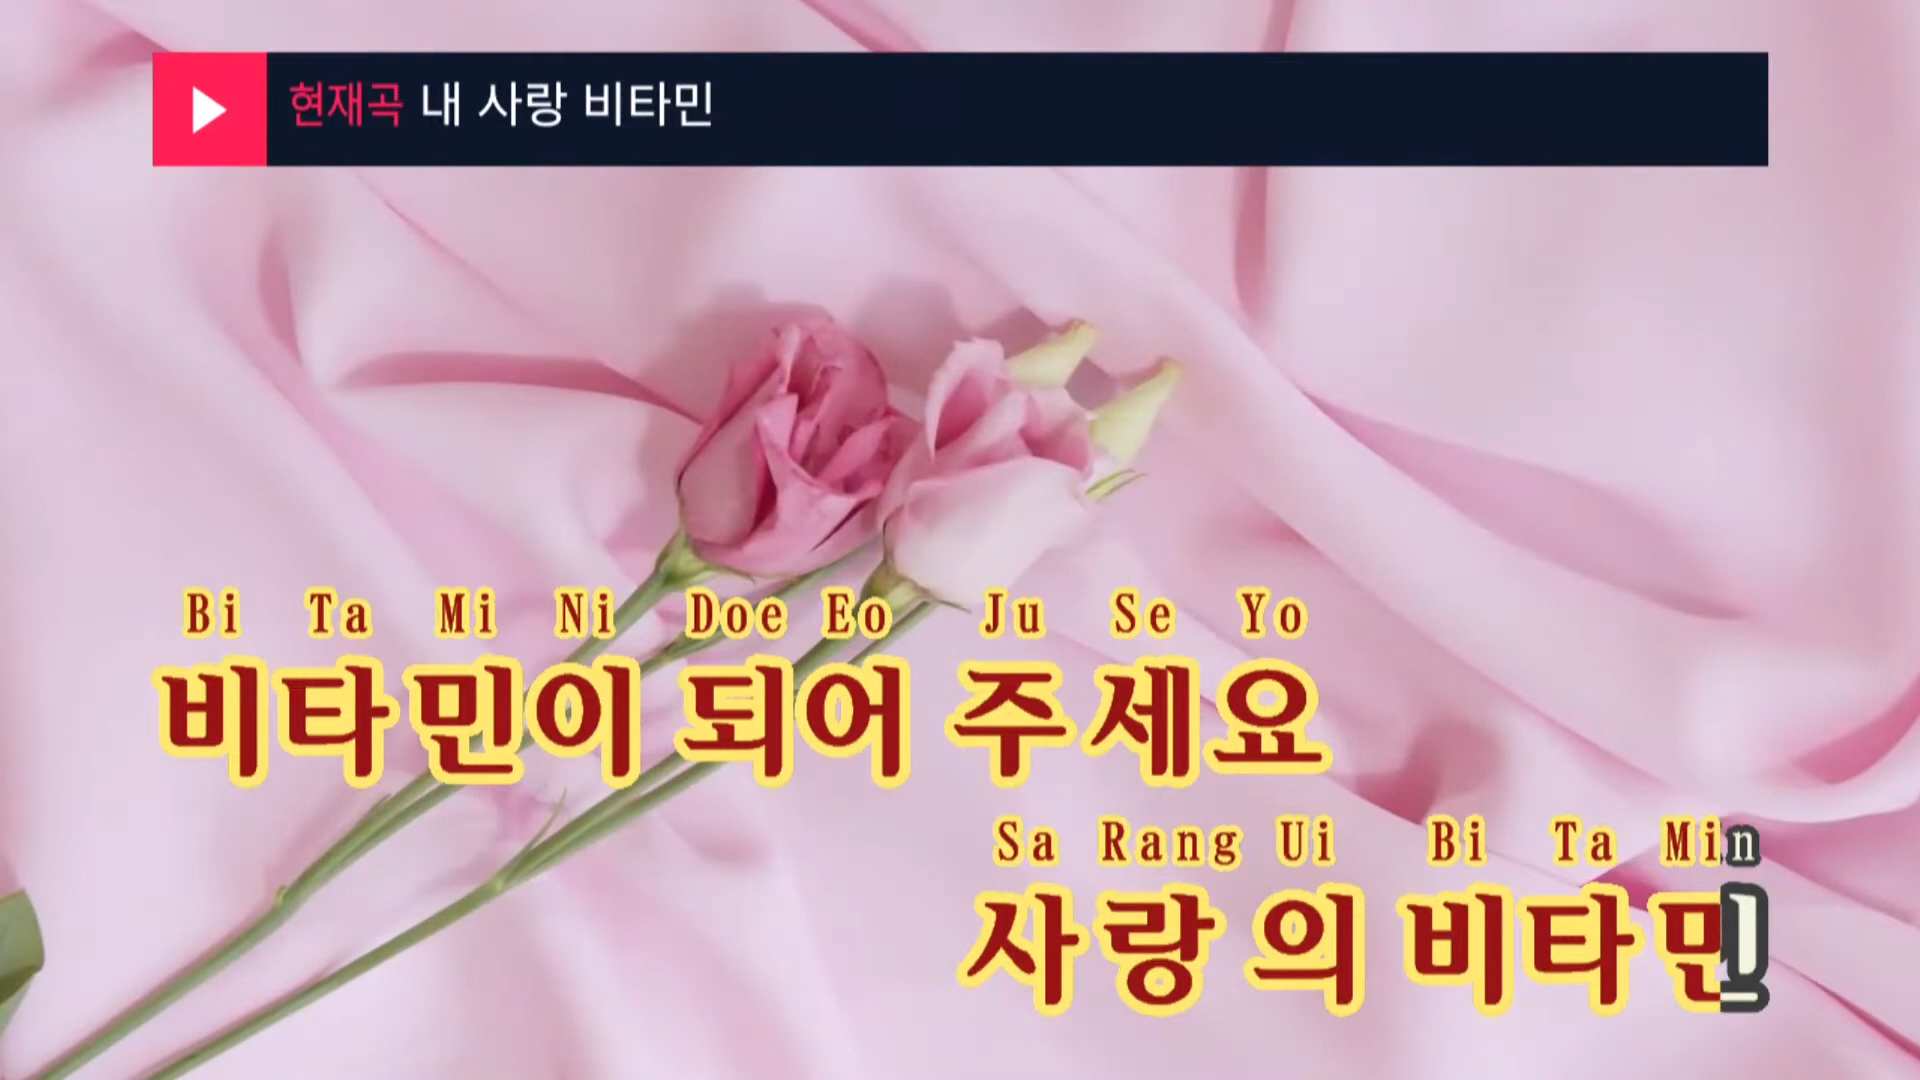 현재곡 내 사랑 비타민
Bi Ta Mi Ni Doe Eo Ju Se Yo
비타민이 되어 주세요
Sa Rang Ui Bi Ta Min
사랑의 비타민